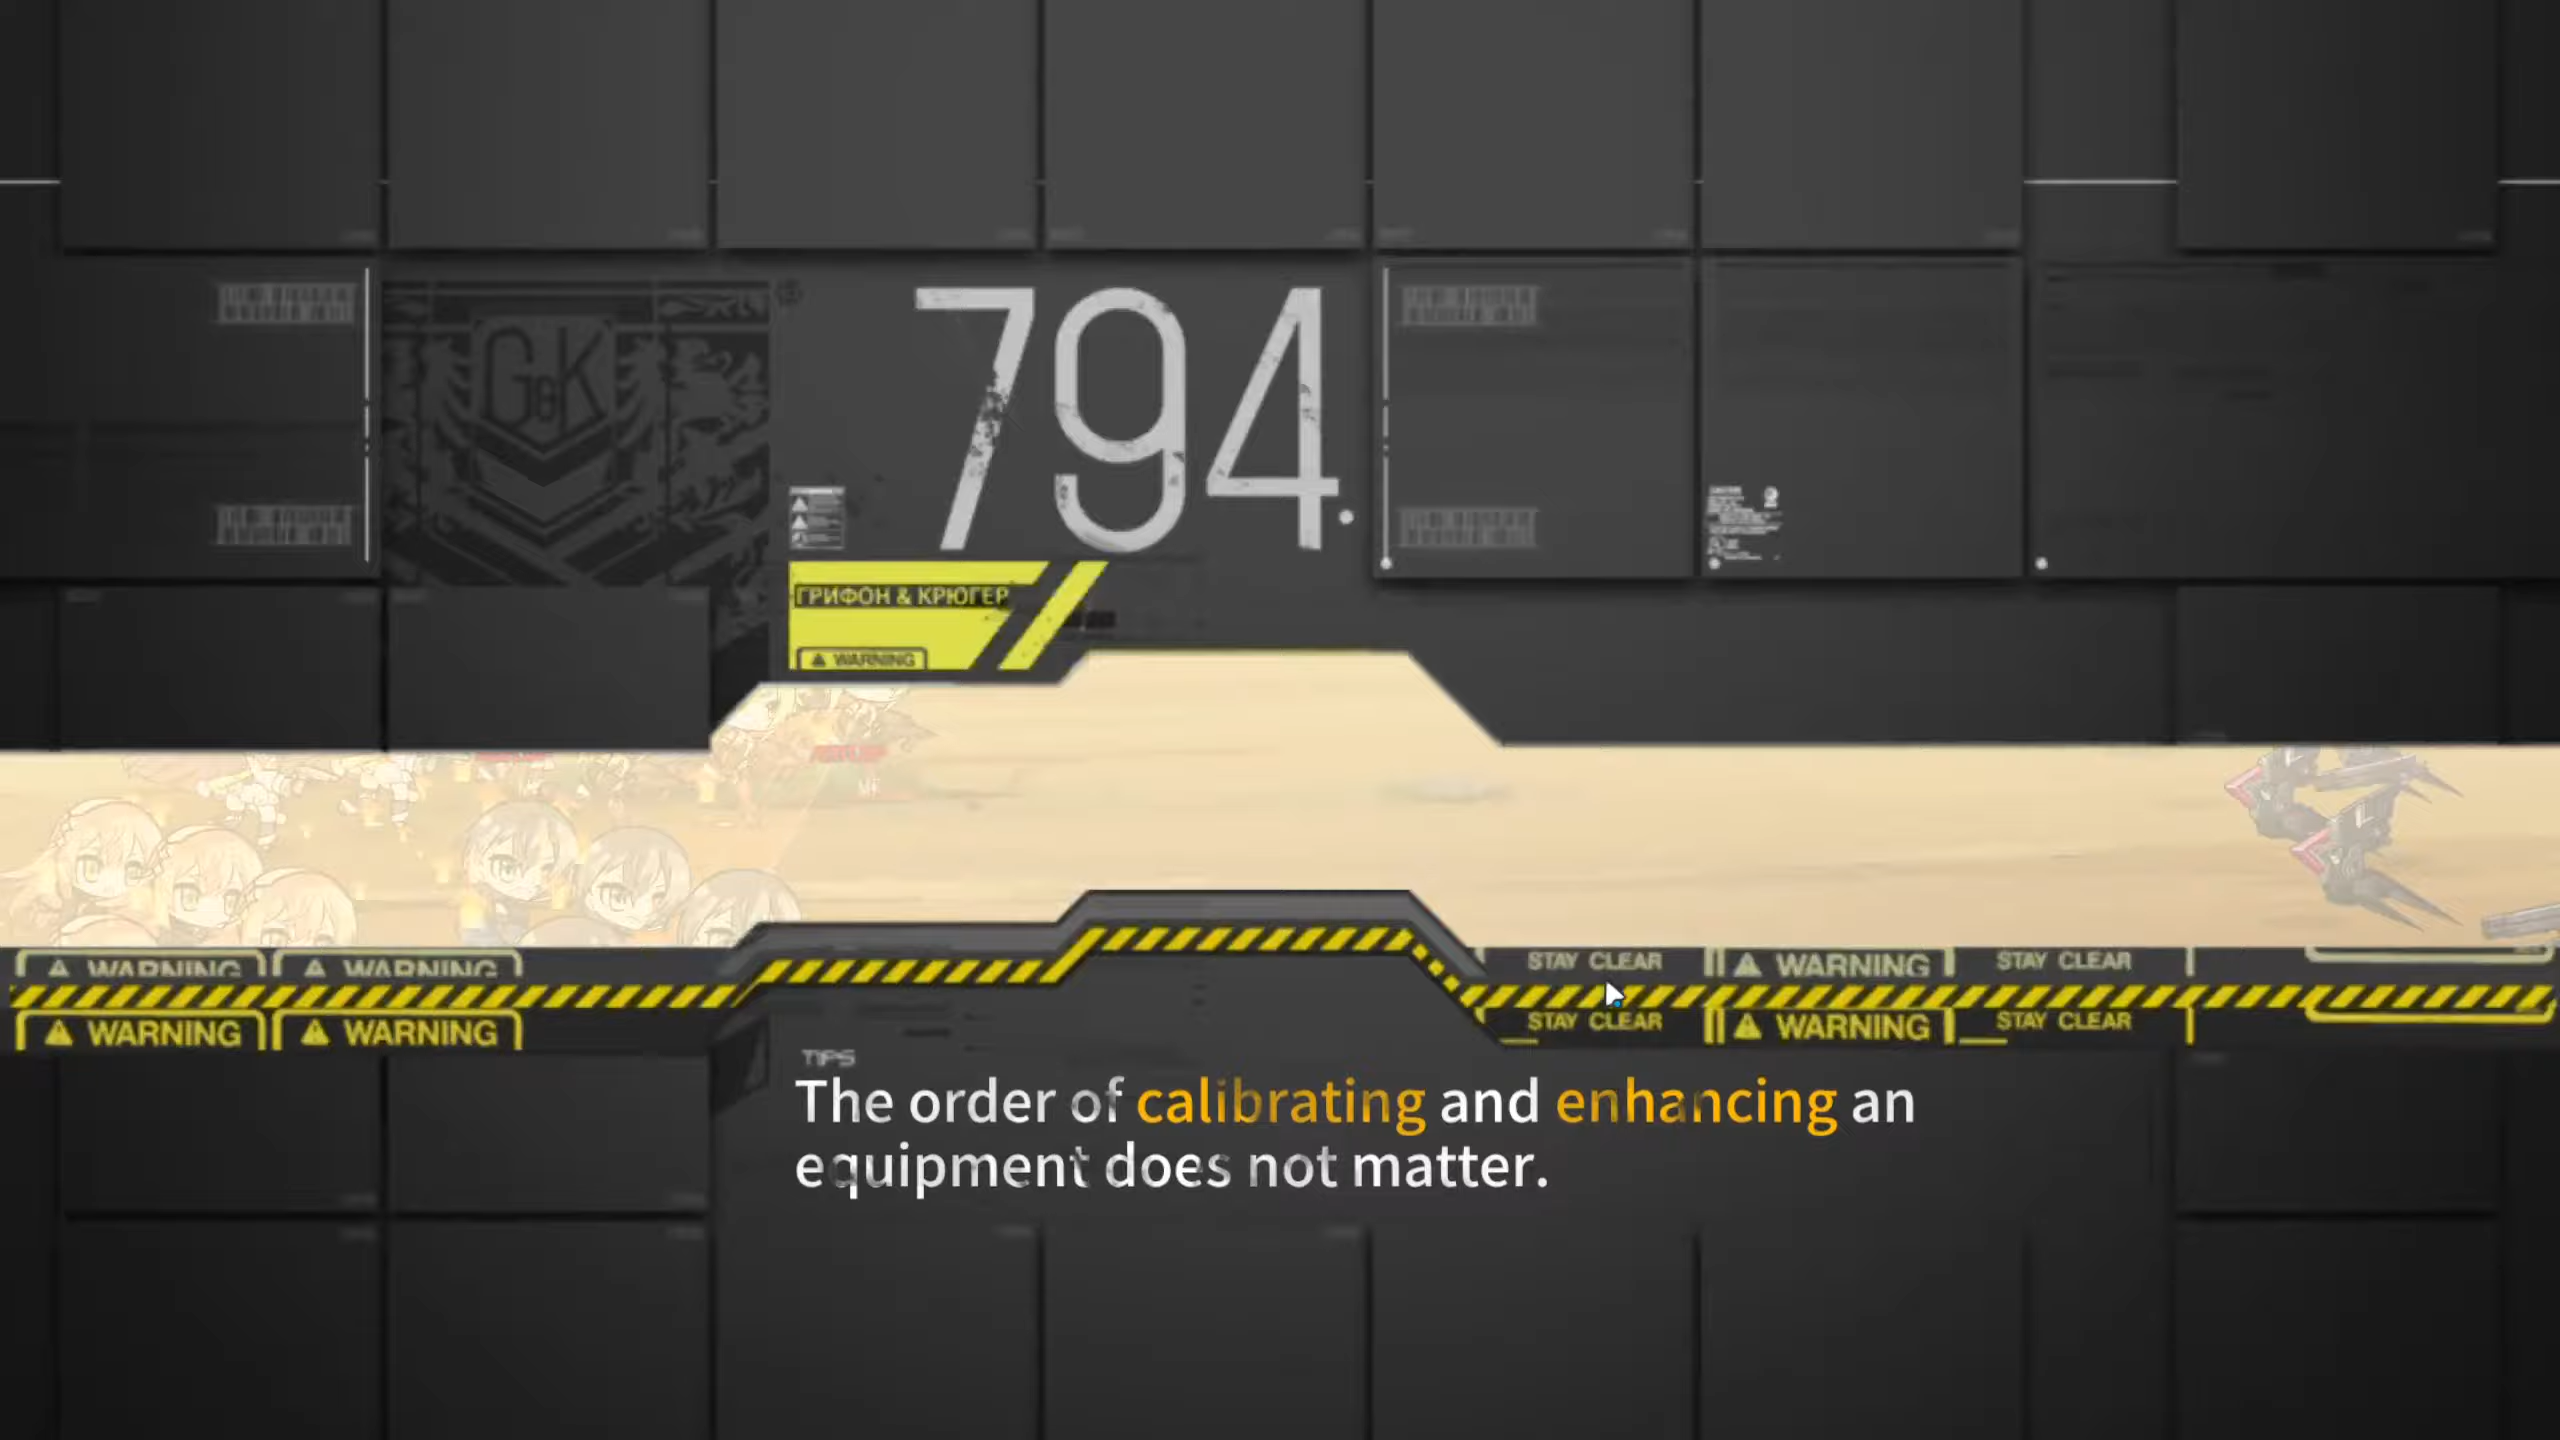 G&K
794.
ГРИФОН & КРЮГЕР
WARNING
WARNING WARNING
STAY CLEAR WARNING STAY CLEAR
WARNING WARNING
STAY CLEAR WARNING STAY CLEAR
TIPS
The order of calibrating and enhancing an
equipment does not matter.